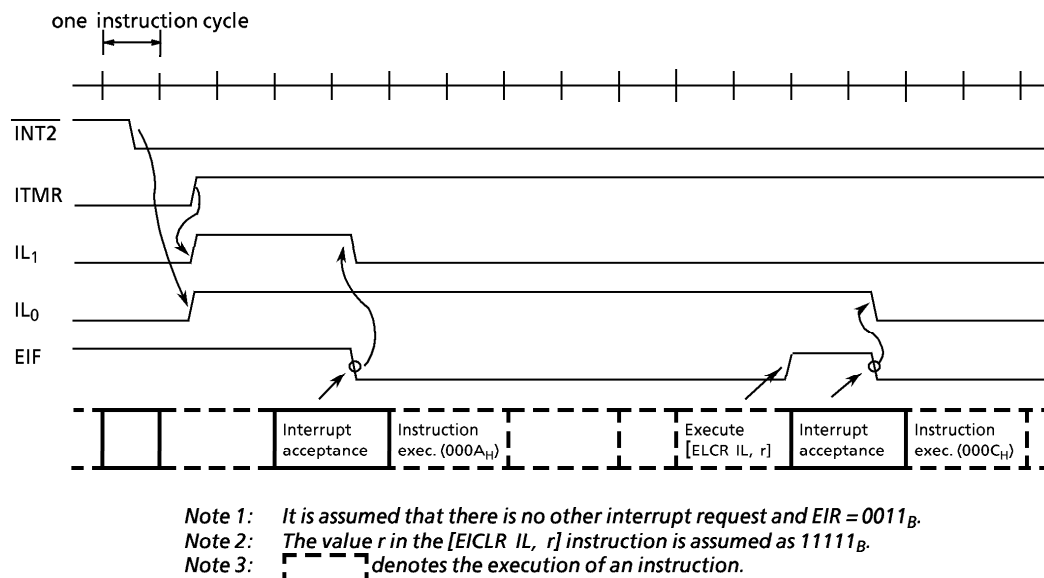 one instruction cycle
INT2
ITMR
IL1
IL0
EIF
Interrupt acceptance
Instruction exec. (000AH)
Execute [ELCR IL, r]
Interrupt acceptance
Instruction exec. (000CH)
Note 1: It is assumed that there is no other interrupt request and EIR = 0011B.
Note 2: The value r in the [EICLR IL, r] instruction is assumed as 11111B.
Note 3: denotes the execution of an instruction.